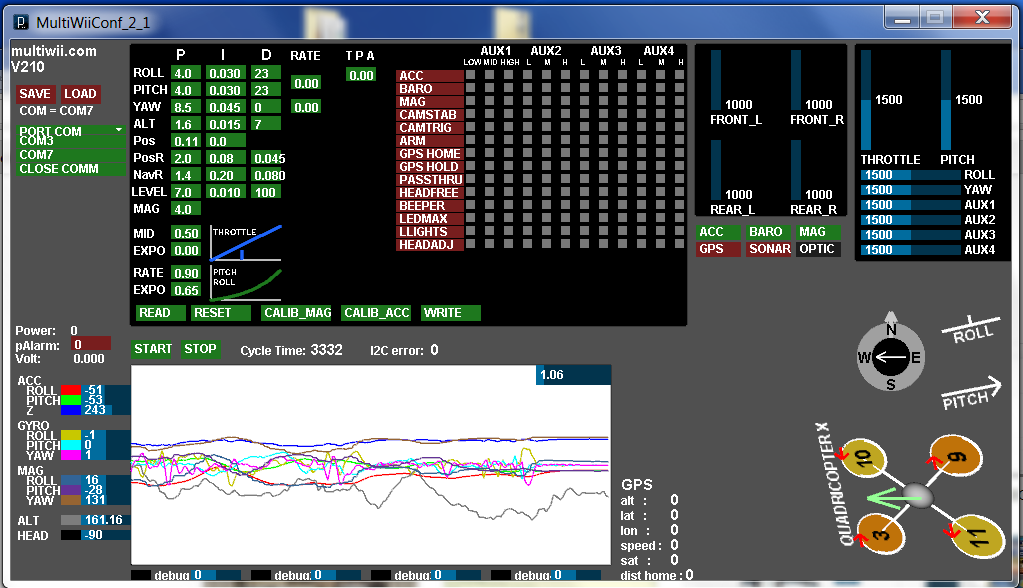 MultiWiiConf_2_1
multiwii.com
V210
SAVE LOAD
COM = COM7
PORT COM
COM3
COM7
CLOSE COMM
P I D RATE T P A
ROLL 4.0 0.030 23 0.00
PITCH 4.0 0.030 23 0.00
YAW 8.5 0.045 0 0.00
ALT 1.6 0.015 7
Pos 0.11 0.0
PosR 2.0 0.08 0.045
NavR 1.4 0.20 0.080
LEVEL 7.0 0.010 100
MAG 4.0
MID 0.50
EXPO 0.00
THROTTLE
RATE 0.90
EXPO 0.65
PITCH
ROLL
READ RESET CALIB_MAG CALIB_ACC WRITE
AUX1 AUX2 AUX3 AUX4
LOW MID HIGH L M H L M H L M H
ACC
BARO
MAG
CAMSTAB
CAMTRIG
ARM
GPS HOME
GPS HOLD
PASSTHRU
HEADFREE
BEEPER
LEDMAX
LLIGHTS
HEADADJ
1000 1000
FRONT_L FRONT_R
1000 1000
REAR_L REAR_R
ACC BARO MAG
GPS SONAR OPTIC
1500 1500
THROTTLE PITCH
1500 ROLL
1500 YAW
1500 AUX1
1500 AUX2
1500 AUX3
1500 AUX4
Power: 0
pAlarm: 0
Volt: 0.000
START STOP Cycle Time: 3332 I2C error: 0
1.06
ACC
ROLL -51
PITCH -53
Z 243
GYRO
ROLL -1
PITCH 0
YAW 1
MAG
ROLL 16
PITCH -28
YAW 131
ALT 161.16
HEAD -90
debug 0 debug: 0 debug: 0 debug: 0
GPS
alt : 0
lat : 0
lon : 0
speed : 0
sat : 0
dist home : 0
N
W E
S
ROLL
PITCH
QUADRICOPTER X
10 9
3 11